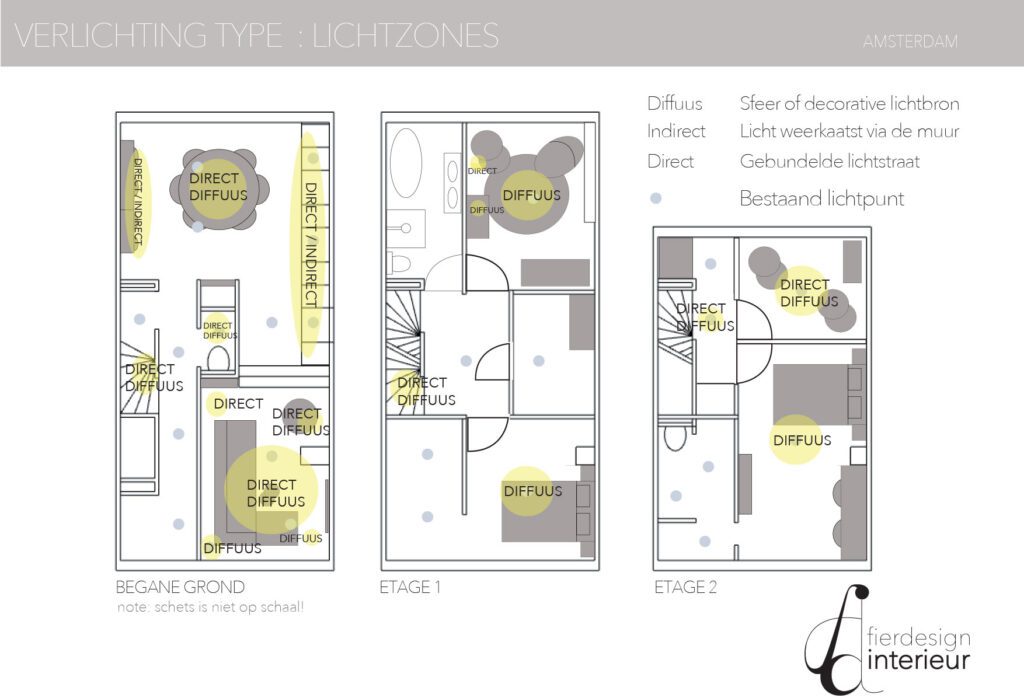 VERLICHTING TYPE : LICHTZONES
AMSTERDAM
Diffuus Sfeer of decorative lichtbron
Indirect Licht weerkaatst via de muur
Direct Gebundelde lichtstraat
Bestaand lichtpunt
DIRECT / INDIRECT
DIRECT
DIFFUUS
DIRECT / INDIRECT
DIRECT
DIFFUUS
DIRECT
DIFFUUS
DIRECT
DIRECT
DIFFUUS
DIRECT
DIFFUUS
DIFFUUS
DIFFUUS
BEGANE GROND
note: schets is niet op schaal!
DIRECT
DIFFUUS
DIFFUUS
DIRECT
DIFFUUS
DIFFUUS
ETAGE 1
DIRECT
DIFFUUS
DIRECT
DIFFUUS
DIFFUUS
ETAGE 2
fierdesign
interieur